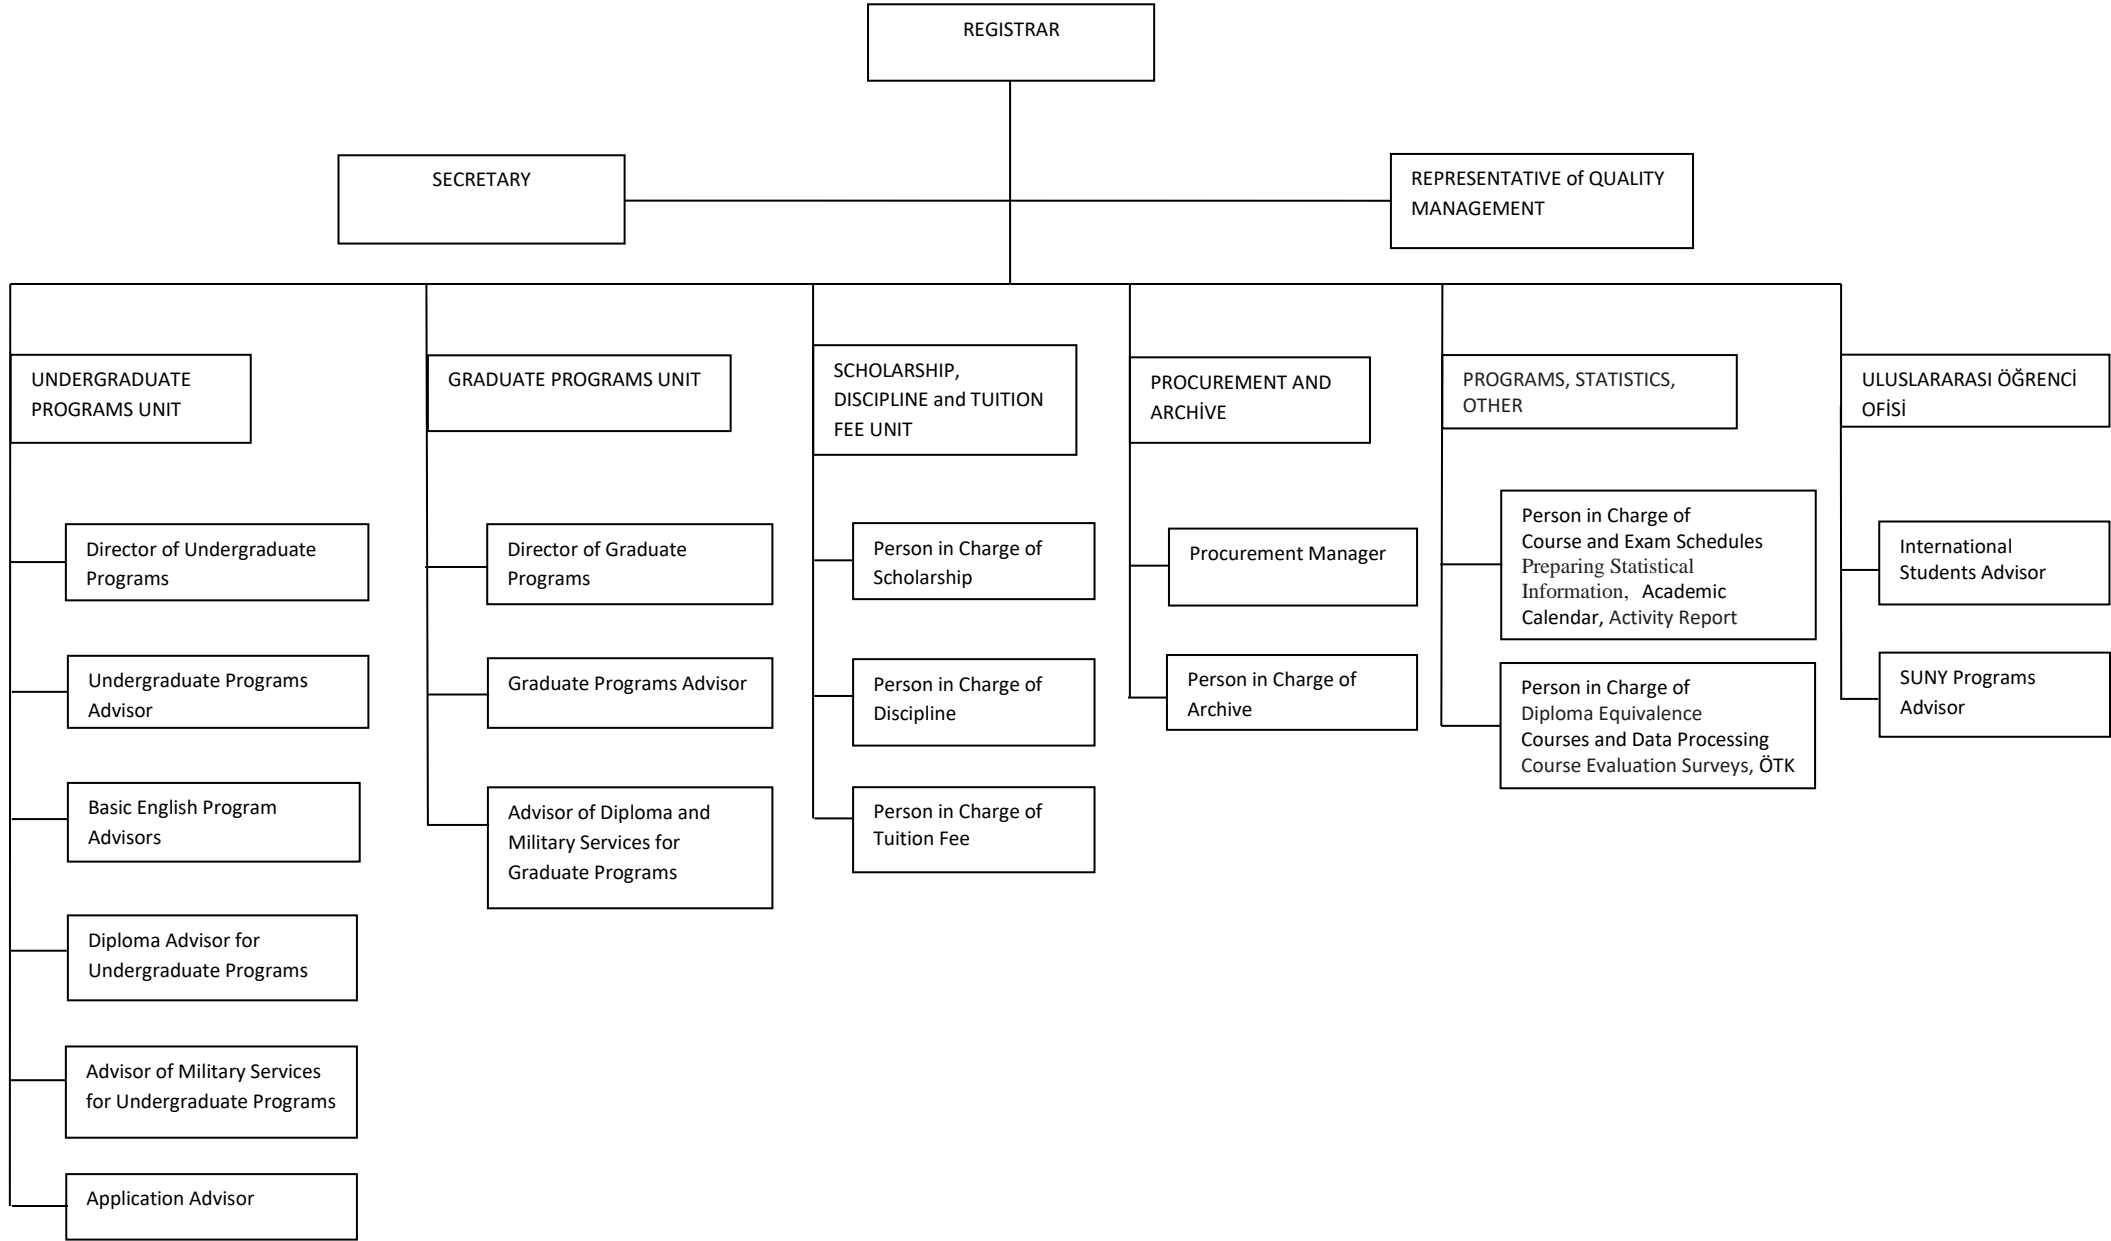 REGISTRAR
SECRETARY
REPRESENTATIVE of QUALITY
MANAGEMENT
UNDERGRADUATE
PROGRAMS UNIT
GRADUATE PROGRAMS UNIT
SCHOLARSHIP,
DISCIPLINE and TUITION
FEE UNIT
PROCUREMENT AND
ARCHİVE
PROGRAMS, STATISTICS,
OTHER
ULUSLARARASI ÖĞRENCİ
OFİSİ
Director of Undergraduate
Programs
Undergraduate Programs
Advisor
Basic English Program
Advisors
Diploma Advisor for
Undergraduate Programs
Advisor of Military Services
for Undergraduate Programs
Application Advisor
Director of Graduate
Programs
Graduate Programs Advisor
Advisor of Diploma and
Military Services for
Graduate Programs
Person in Charge of
Scholarship
Person in Charge of
Discipline
Person in Charge of
Tuition Fee
Procurement Manager
Person in Charge of
Archive
Person in Charge of
Course and Exam Schedules
Preparing Statistical
Information, Academic
Calendar, Activity Report
Person in Charge of
Diploma Equivalence
Courses and Data Processing
Course Evaluation Surveys, ÖTK
International
Students Advisor
SUNY Programs
Advisor